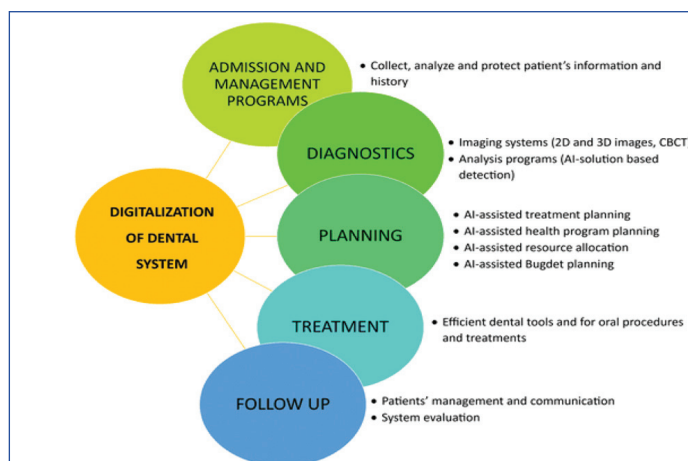 ADMISSION AND
MANAGEMENT
PROGRAMS
• Collect, analyze and protect patient's information and
history
DIAGNOSTICS
• Imaging systems (2D and 3D images, CBCT)
• Analysis programs (AI-solution based
detection)
DIGITALIZATION
OF DENTAL
SYSTEM
PLANNING
• AI-assisted treatment planning
• AI-assisted health program planning
• AI-assisted resource allocation
• AI-assisted Bugdet planning
TREATMENT
• Efficient dental tools and for oral procedures
and treatments
FOLLOW UP
• Patients' management and communication
• System evaluation